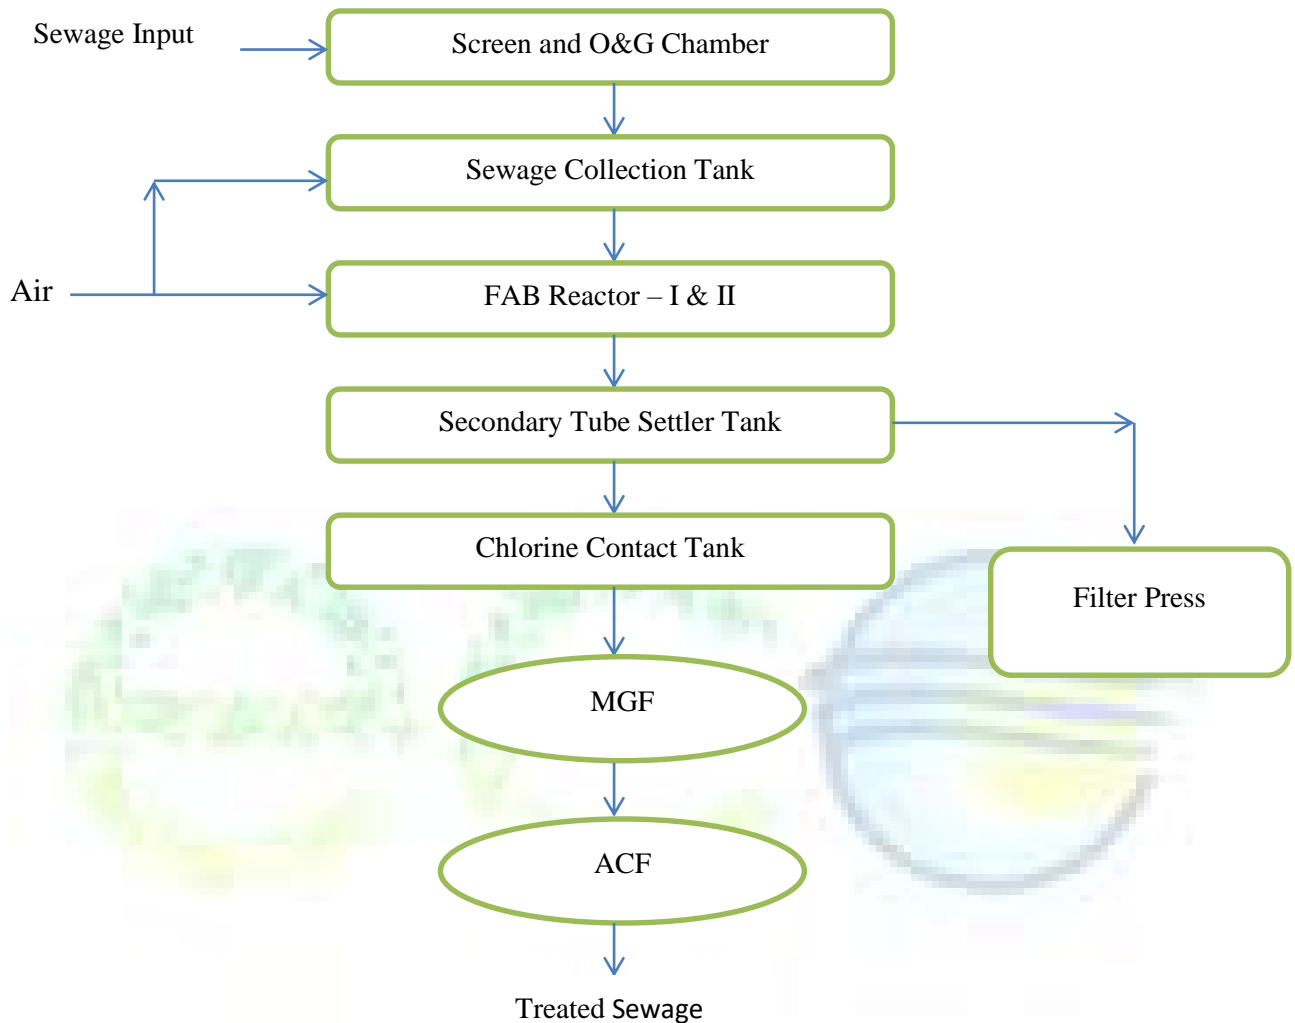 Sewage Input
Screen and O&G Chamber
Sewage Collection Tank
Air
FAB Reactor – I & II
Secondary Tube Settler Tank
Chlorine Contact Tank
Filter Press
MGF
ACF
Treated Sewage